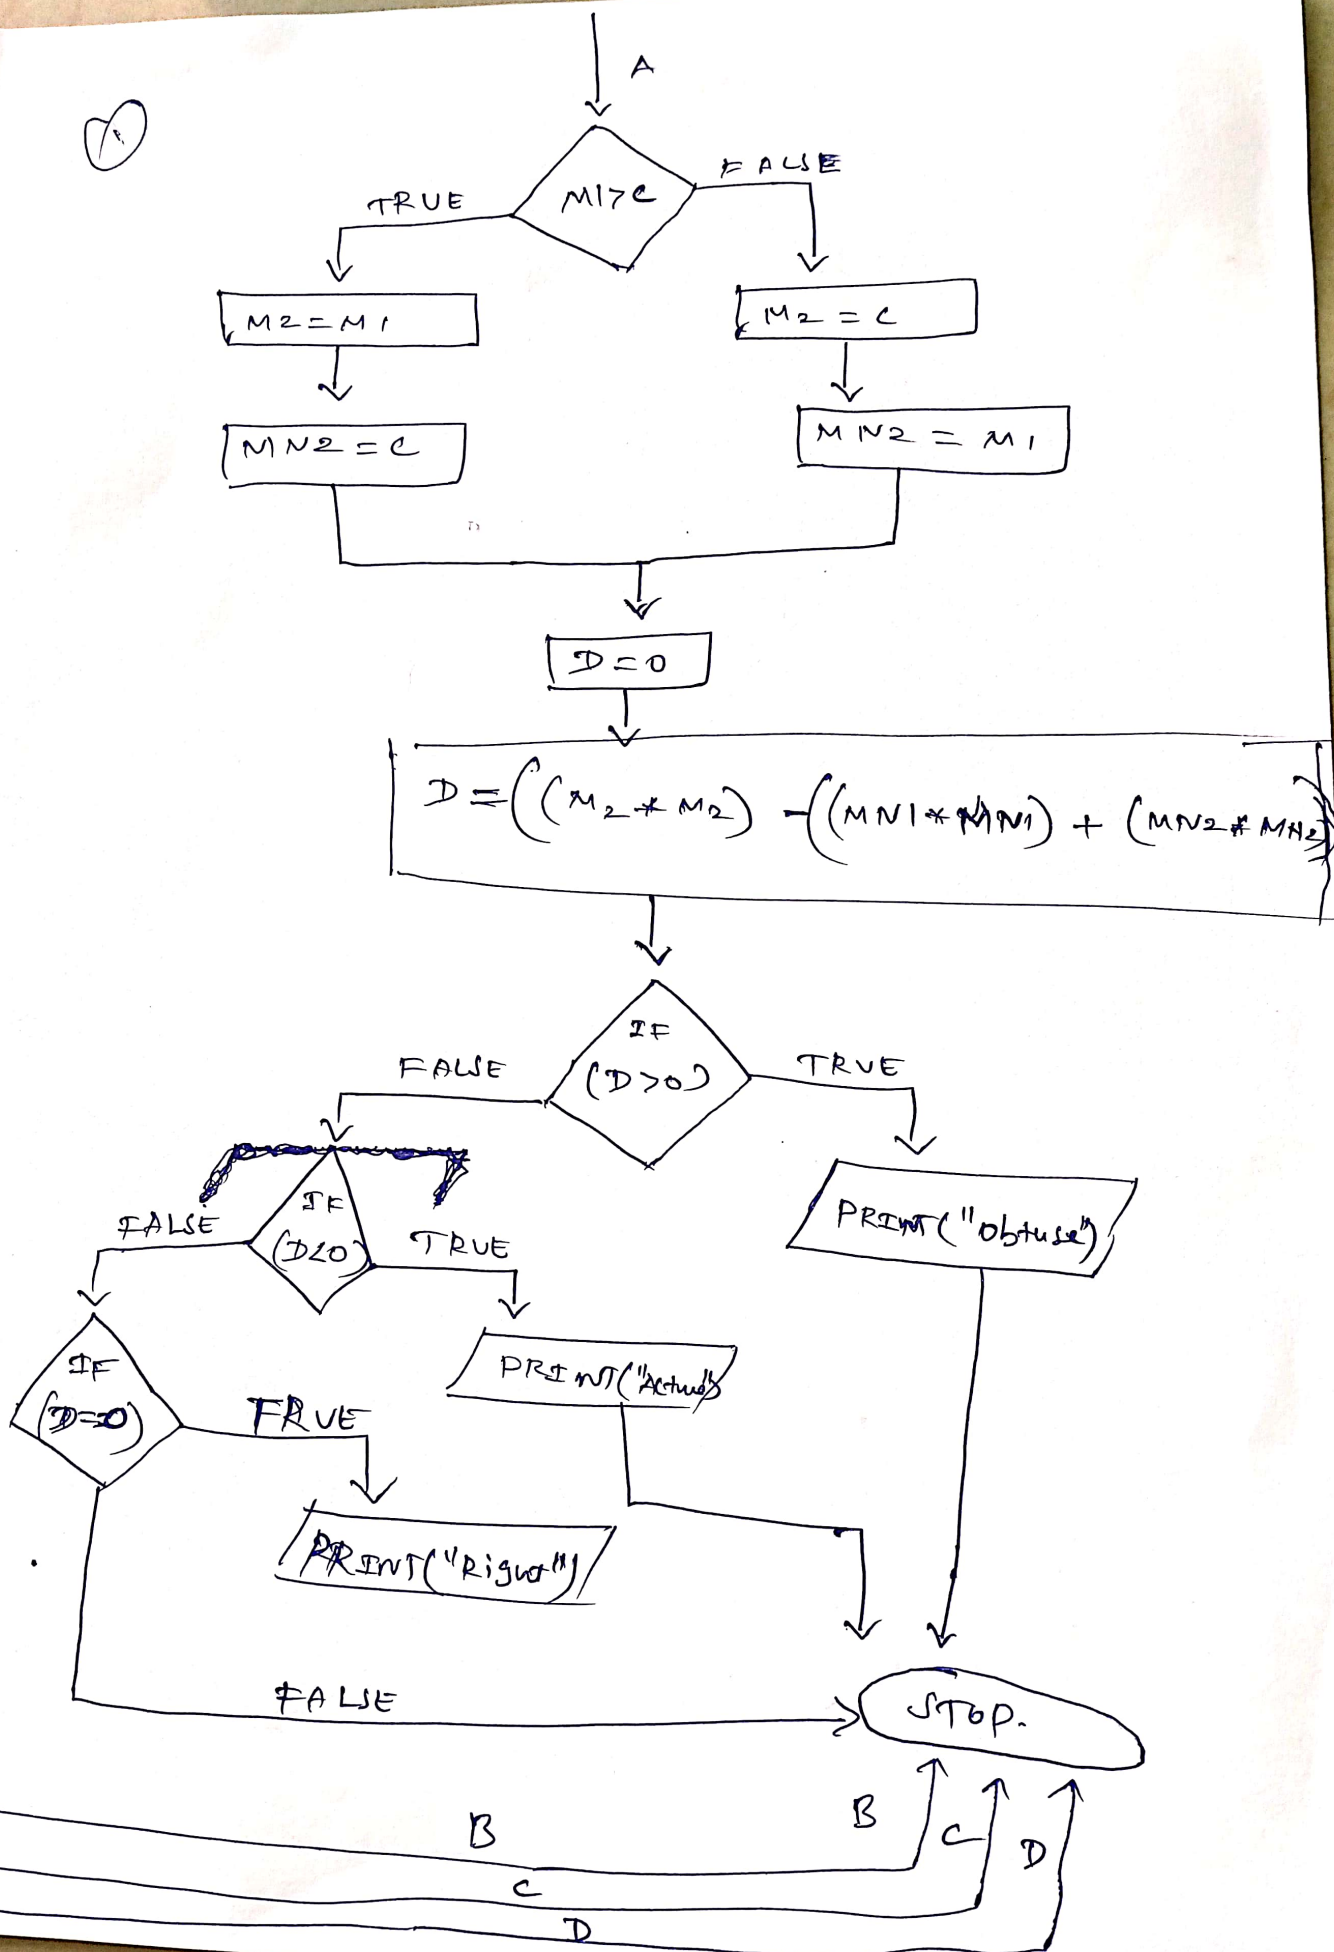 A
M1>C
TRUE
FALSE
M2=M1
M2=C
MN2=C
MN2=M1
D=0
D=((M2*M2)-((MN1*MN1)+(MN2*MN2)))
IF
(D>0)
FALSE
TRUE
PRINT("Obtuse")
IF
(D<0)
FALSE
TRUE
PRINT("
IF
(D==0)
TRUE
PRINT("Right")
FALSE
STOP.
B
C
D
B
C
D